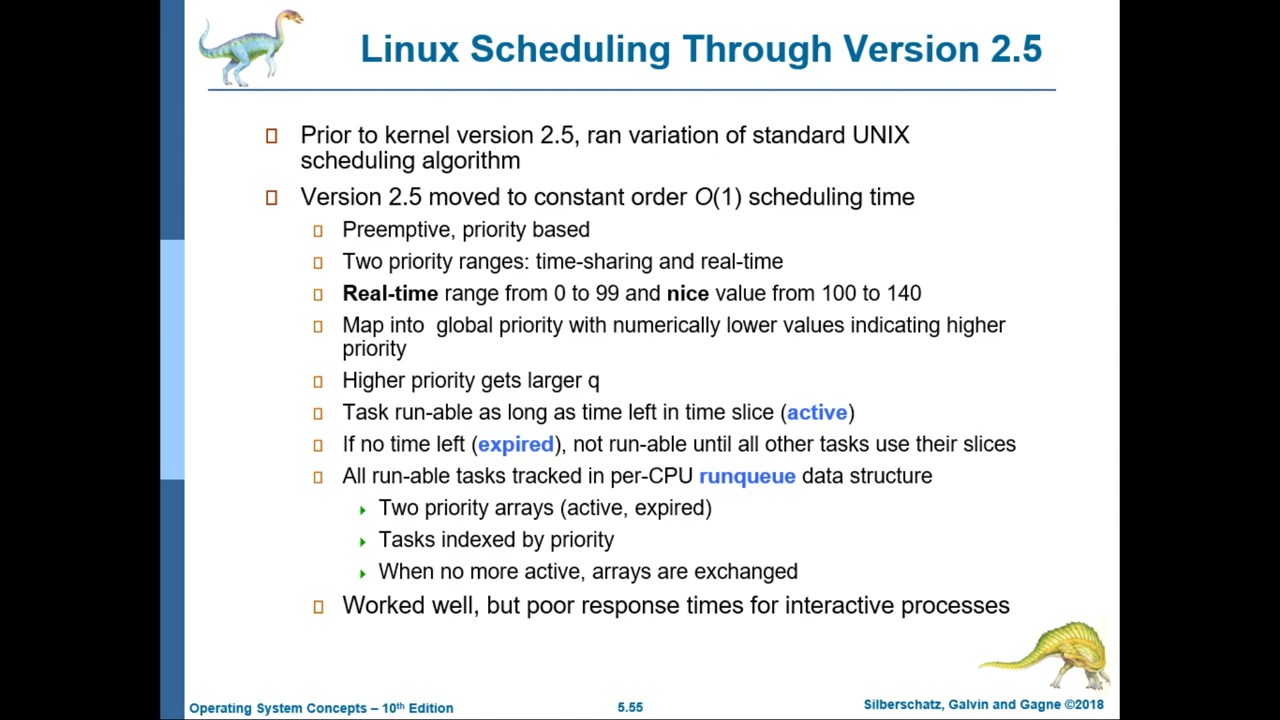 Linux Scheduling Through Version 2.5
Prior to kernel version 2.5, ran variation of standard UNIX
scheduling algorithm
Version 2.5 moved to constant order O(1) scheduling time
Preemptive, priority based
Two priority ranges: time-sharing and real-time
Real-time range from 0 to 99 and nice value from 100 to 140
Map into global priority with numerically lower values indicating higher
priority
Higher priority gets larger q
Task run-able as long as time left in time slice (active)
If no time left (expired), not run-able until all other tasks use their slices
All run-able tasks tracked in per-CPU runqueue data structure
Two priority arrays (active, expired)
Tasks indexed by priority
When no more active, arrays are exchanged
Worked well, but poor response times for interactive processes
Operating System Concepts – 10th Edition
5.55
Silberschatz, Galvin and Gagne ©2018